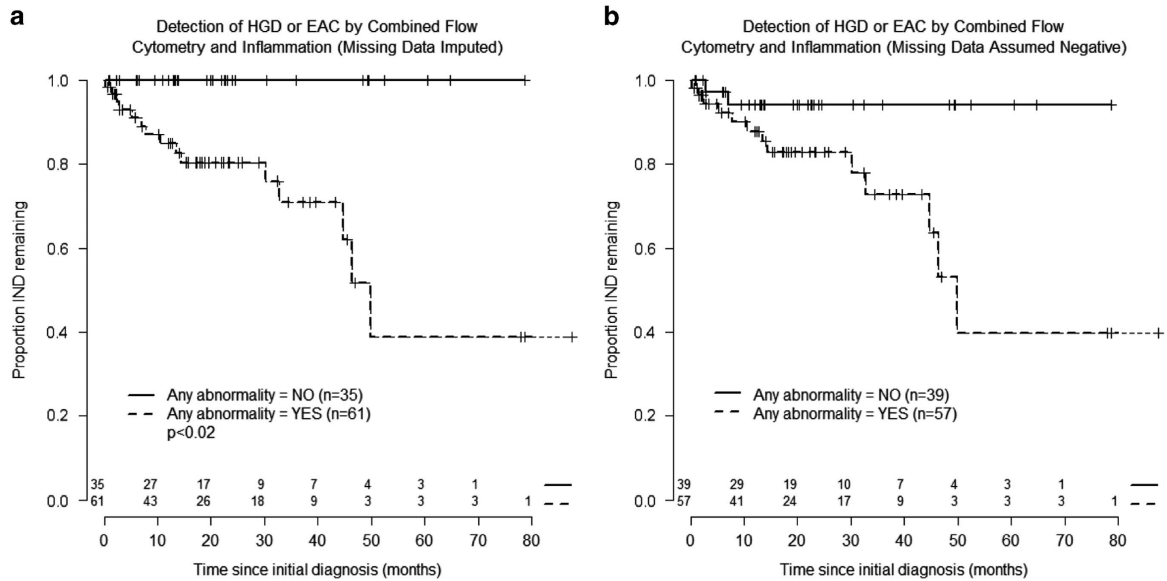 a
Detection of HGD or EAC by Combined Flow
Cytometry and Inflammation (Missing Data Imputed)
1.0
0.8
0.6
0.4
0.2
0.0
Proportion IND remaining
Any abnormality = NO (n=35)
Any abnormality = YES (n=61)
p<0.02
35 27 17 9 7 4 3 1
61 43 26 18 9 3 3 3 1
0 10 20 30 40 50 60 70 80
Time since initial diagnosis (months)
b
Detection of HGD or EAC by Combined Flow
Cytometry and Inflammation (Missing Data Assumed Negative)
1.0
0.8
0.6
0.4
0.2
0.0
Proportion IND remaining
Any abnormality = NO (n=39)
Any abnormality = YES (n=57)
39 29 19 10 7 4 3 1
57 41 24 17 9 3 3 3 1
0 10 20 30 40 50 60 70 80
Time since initial diagnosis (months)